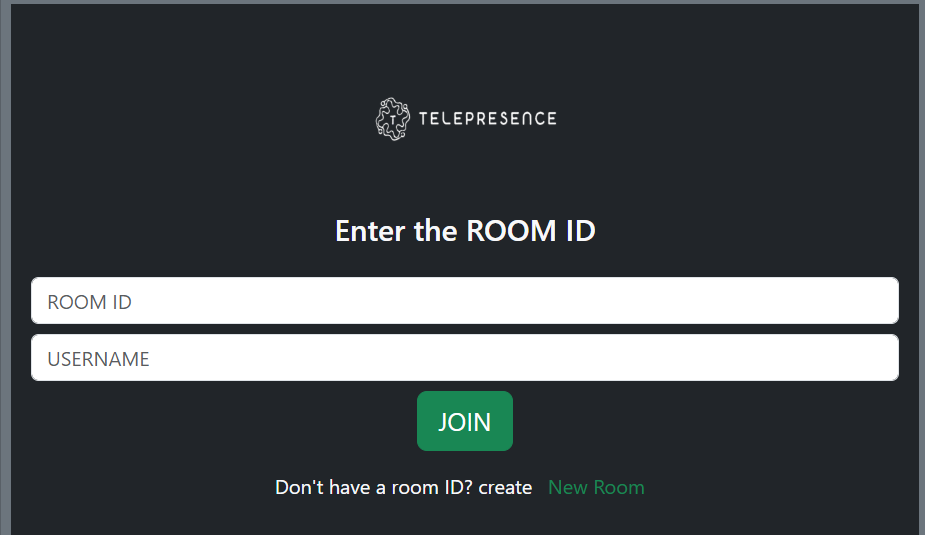 T TELEPRESENCE
Enter the ROOM ID
ROOM ID
USERNAME
JOIN
Don't have a room ID? create New Room